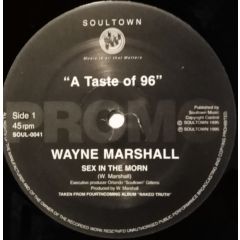 SOULTOWN
Music is all that Matters
"A Taste of 96"
Side 1
45rpm
SOUL-0041
PROMO
Published by
Soultown Music
Copyright Control
Ⓟ SOULTOWN 1995
© SOULTOWN 1995
WAYNE MARSHALL
SEX IN THE MORN
(W. Marshall)
Executive producer Orlando "Soultown" Gittens
Produced by W. Marshall
TAKEN FROM FOURTHCOMING ALBUM "NAKED TRUTH"